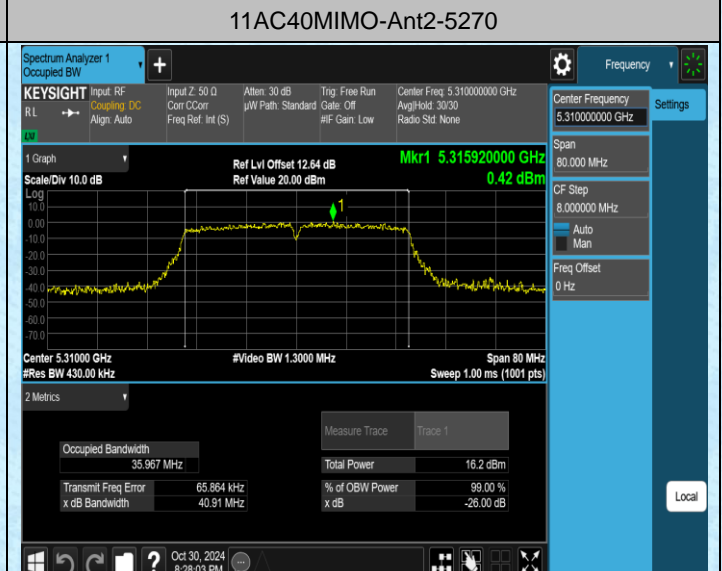 11AC40MIMO-Ant2-5270
Spectrum Analyzer 1
Occupied BW
+
Frequency
KEYSIGHT
RL
LXI
Input: RF
Coupling: DC
Align: Auto
Input Z: 50 Ω
Corr CCorr
Freq Ref: Int (S)
Atten: 30 dB
µW Path: Standard
Trig: Free Run
Gate: Off
#IF Gain: Low
Center Freq: 5.310000000 GHz
Avg|Hold: 30/30
Radio Std: None
Center Frequency
5.310000000 GHz
Settings
Span
80.000 MHz
CF Step
8.000000 MHz
Auto
Man
Freq Offset
0 Hz
1 Graph
Scale/Div 10.0 dB
Ref Lvl Offset 12.64 dB
Ref Value 20.00 dBm
Mkr1 5.315920000 GHz
0.42 dBm
Log
10.0
0.00
-10.0
-20.0
-30.0
-40.0
-50.0
-60.0
-70.0
1
Center 5.31000 GHz
#Res BW 430.00 kHz
#Video BW 1.3000 MHz
Span 80 MHz
Sweep 1.00 ms (1001 pts)
2 Metrics
Measure Trace Trace 1
Occupied Bandwidth
35.967 MHz
Total Power 16.2 dBm
Transmit Freq Error 65.864 kHz
% of OBW Power 99.00 %
x dB Bandwidth 40.91 MHz
x dB -26.00 dB
Local
?
Oct 30, 2024
8:28:03 PM